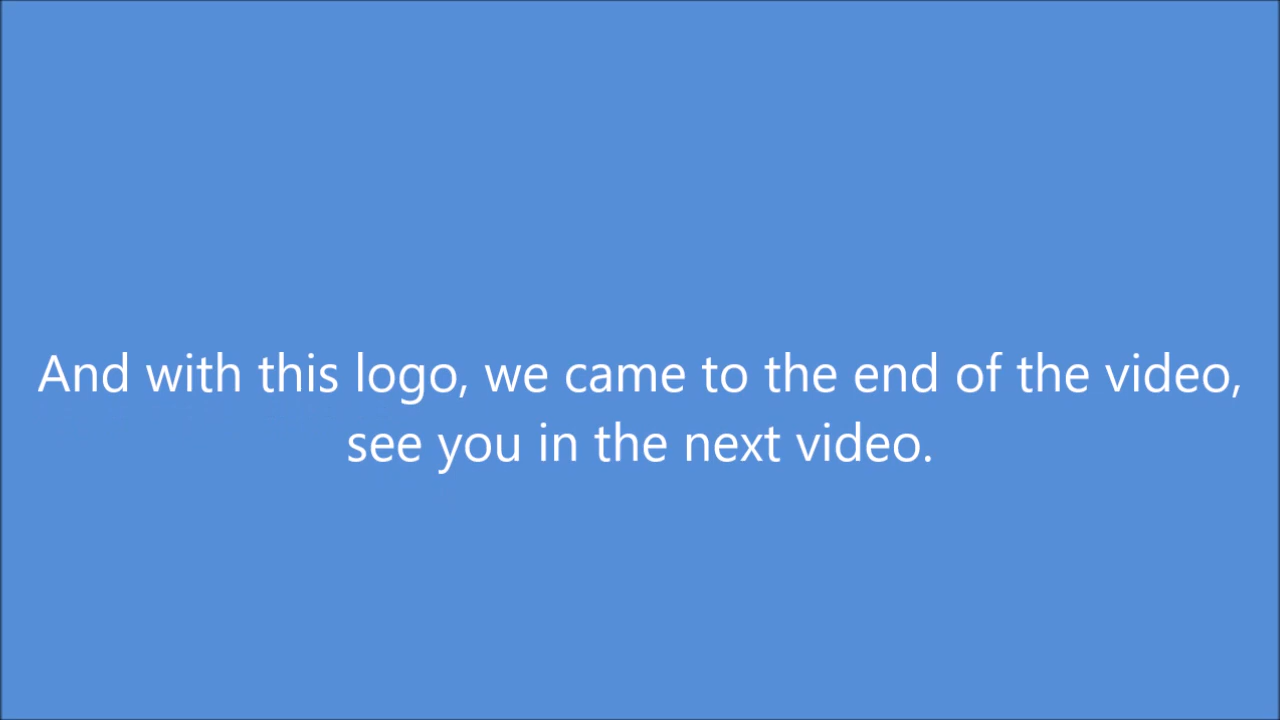 And with this logo, we came to the end of the video,
see you in the next video.